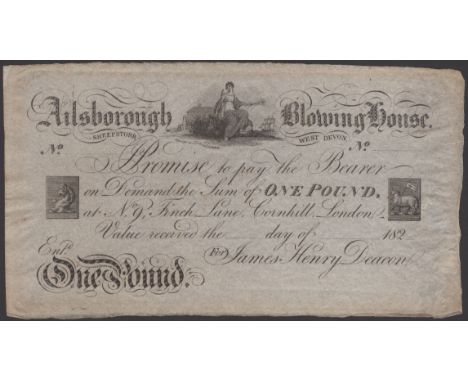 Ailsborough Blowing House.
SHEEPSTORR WEST DEVON
No No
I Promise to pay the Bearer
on Demand the Sum of ONE POUND.
at No 9, Finch Lane, Cornhill, London.
Value received the day of 182
Entd For James Henry Deacon
One Pound.